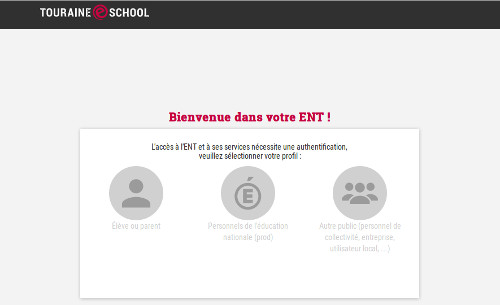 TOURAINE e SCHOOL
Bienvenue dans votre ENT !
L'accès à l'ENT et à ses services nécessite une authentification,
veuillez sélectionner votre profil :
É
Élève ou parent
Personnels de l'éducation
nationale (prod)
Autre public (personnel de
collectivité, entreprise,
utilisateur local, ...)